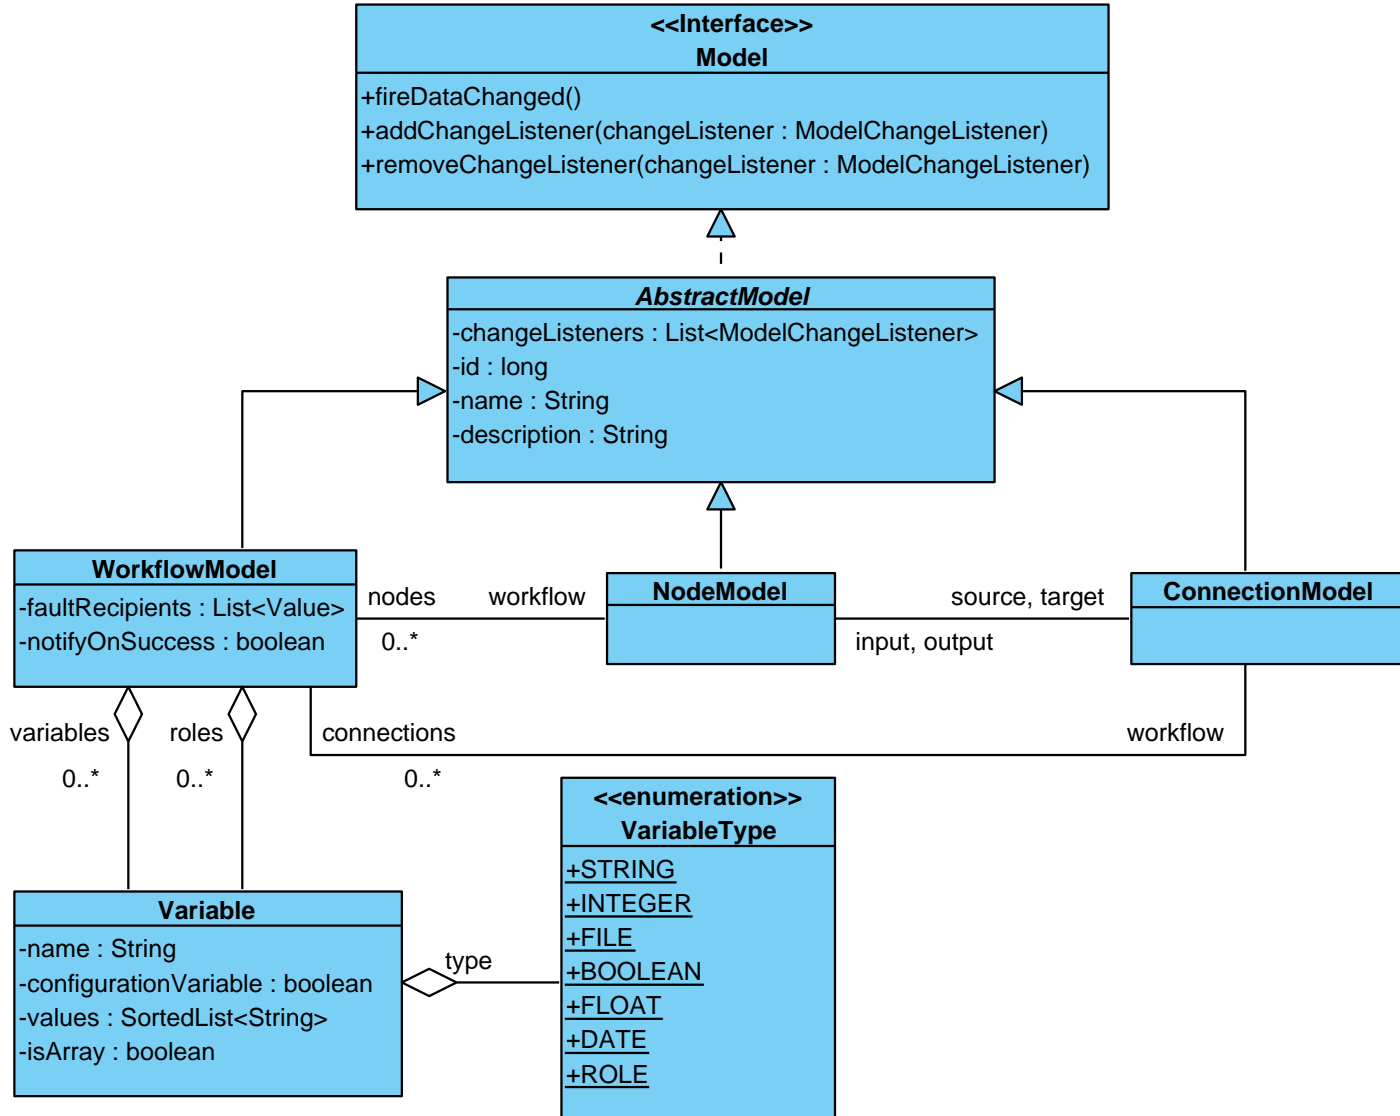 <<Interface>>
Model
+fireDataChanged()
+addChangeListener(changeListener : ModelChangeListener)
+removeChangeListener(changeListener : ModelChangeListener)
AbstractModel
-changeListeners : List<ModelChangeListener>
-id : long
-name : String
-description : String
WorkflowModel
-faultRecipients : List<Value>
-notifyOnSuccess : boolean
nodes
workflow
0..*
NodeModel
source, target
input, output
ConnectionModel
variables
roles
connections
workflow
0..*
0..*
0..*
<<enumeration>>
VariableType
+STRING
+INTEGER
+FILE
+BOOLEAN
+FLOAT
+DATE
+ROLE
Variable
-name : String
-configurationVariable : boolean
-values : SortedList<String>
-isArray : boolean
type